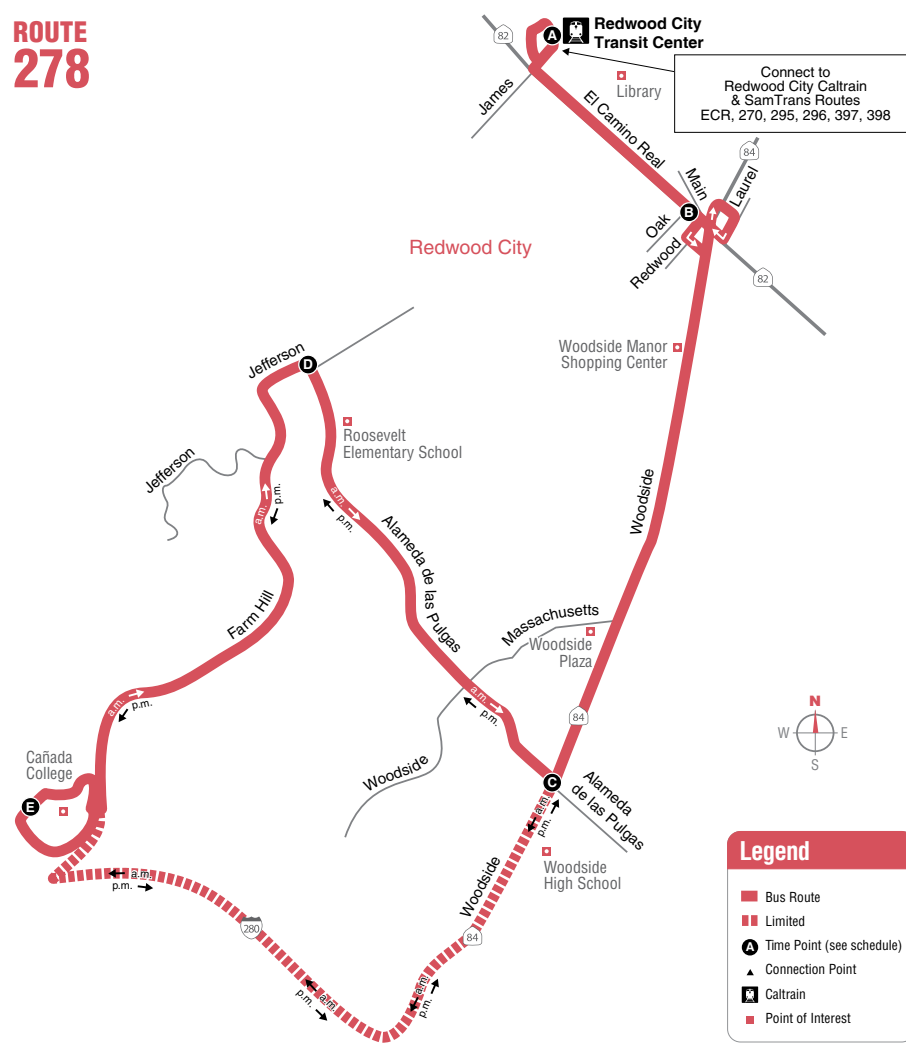 ROUTE
278
82
A
Redwood City
Transit Center
James
Library
Connect to
Redwood City Caltrain
& SamTrans Routes
ECR, 270, 295, 296, 397, 398
El Camino Real
84
Main
Laurel
B
Oak
Redwood
82
Redwood City
Woodside Manor
Shopping Center
Jefferson
D
Roosevelt
Elementary School
Jefferson
a.m.
p.m.
a.m.
p.m.
Alameda de las Pulgas
Woodside
Farm Hill
Massachusetts
Woodside
Plaza
a.m.
p.m.
a.m.
p.m.
84
N
W
E
S
Cañada
College
E
Woodside
C
Alameda
de las Pulgas
a.m.
p.m.
Woodside
High School
Woodside
a.m.
p.m.
280
84
a.m.
p.m.
a.m.
p.m.
Legend
Bus Route
Limited
A
Time Point (see schedule)
Connection Point
Caltrain
Point of Interest